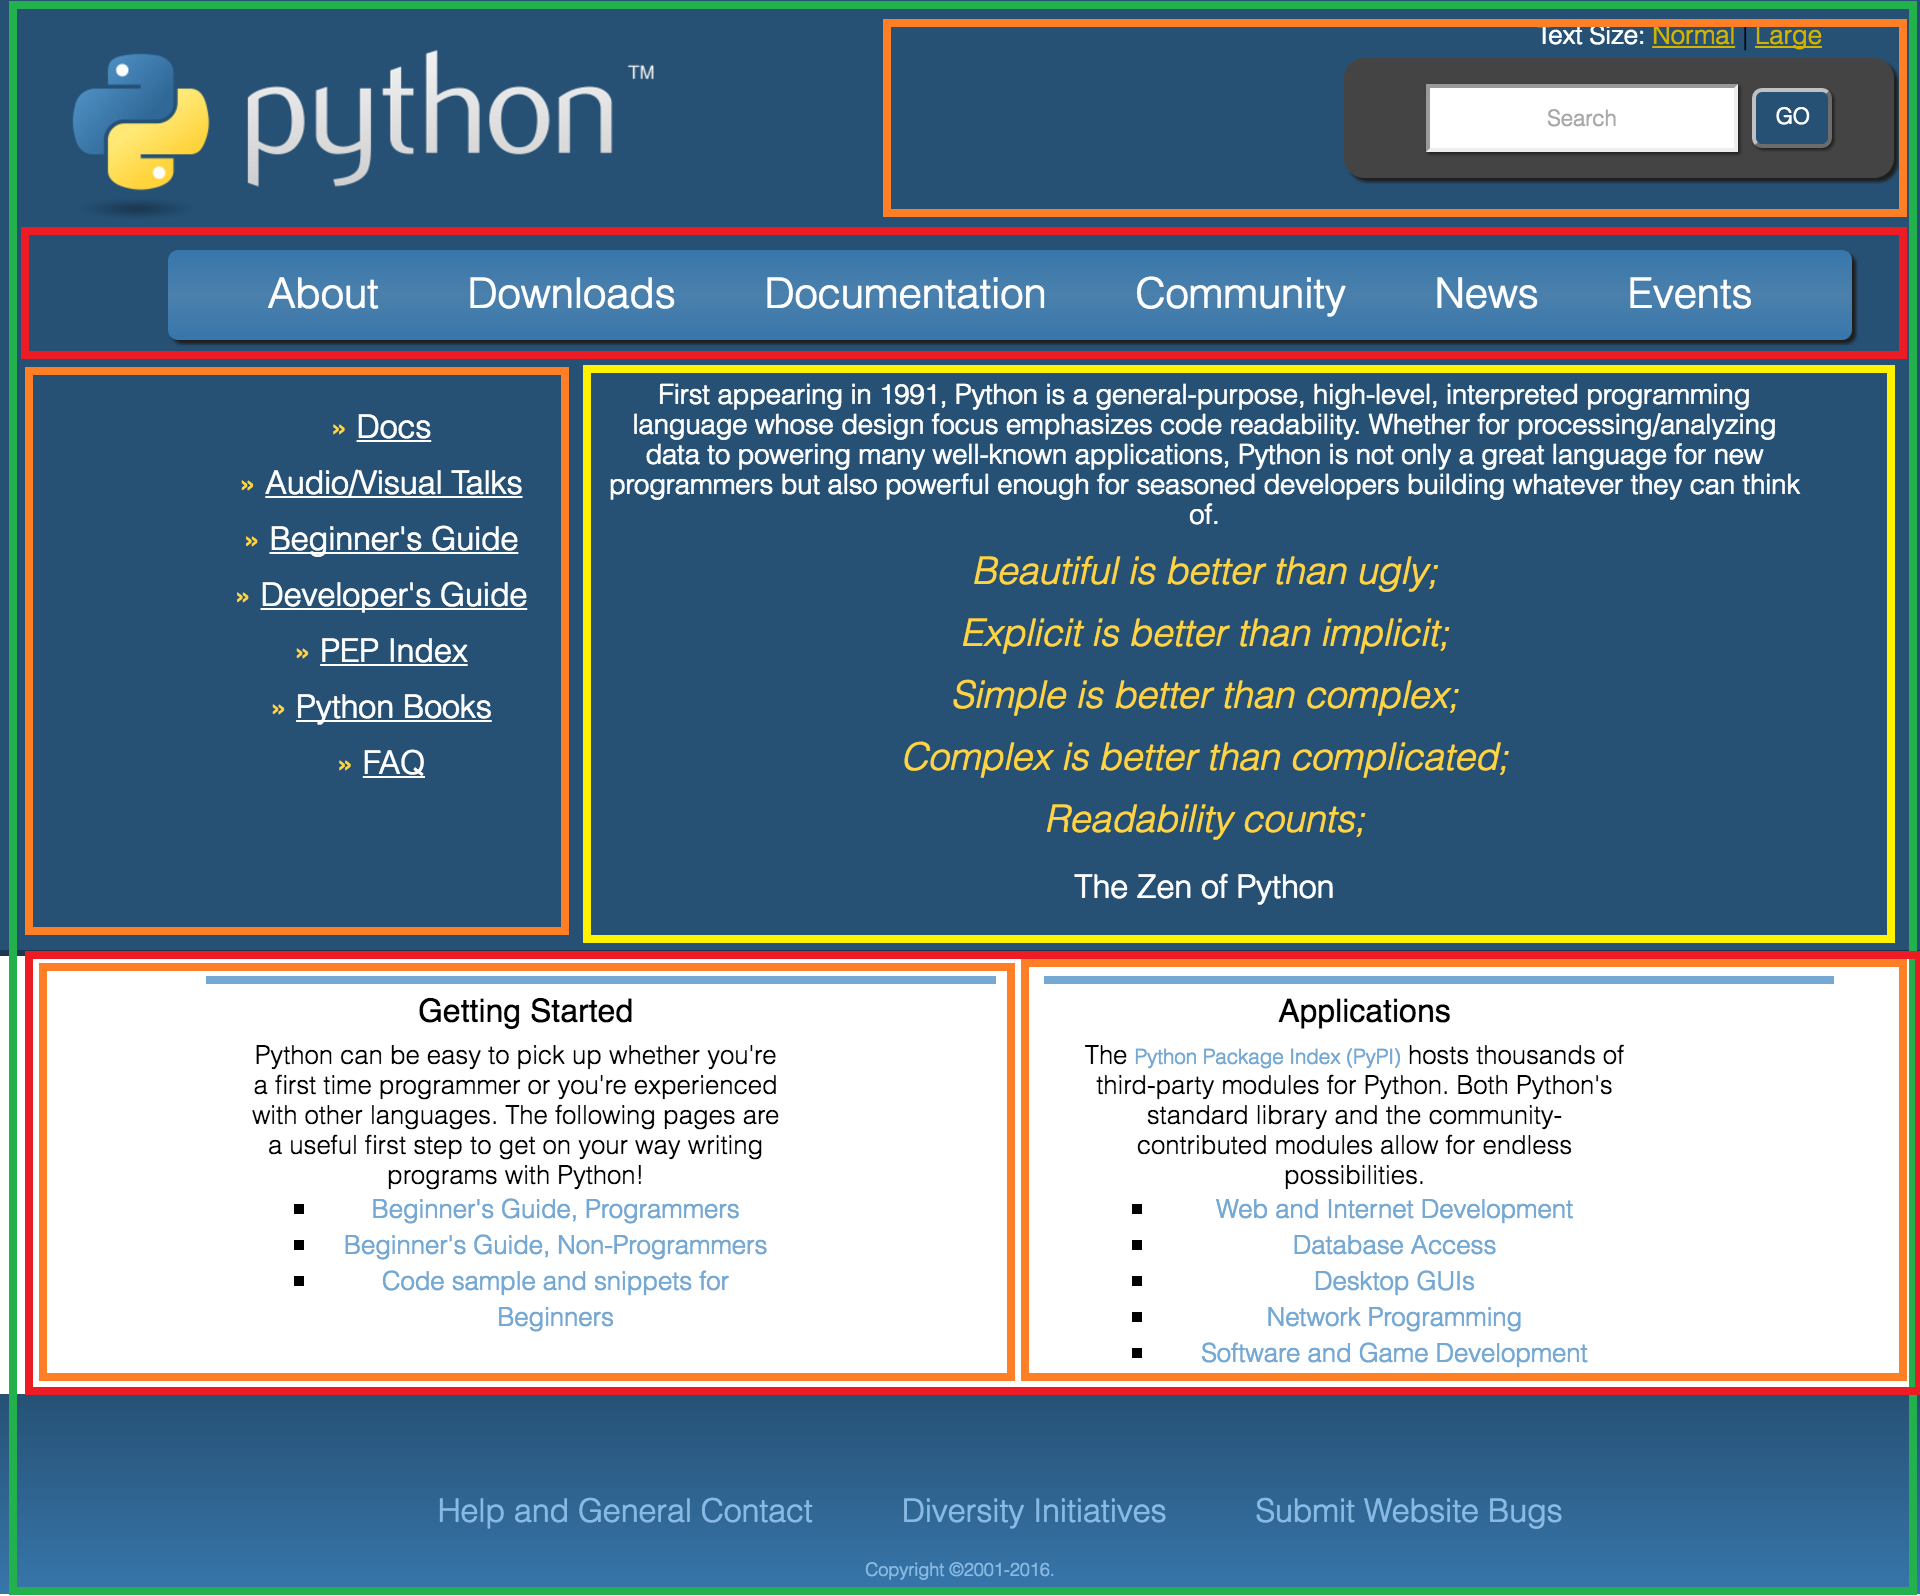 Text Size: Normal | Large
python™
Search
GO
About Downloads Documentation Community News Events
» Docs
» Audio/Visual Talks
» Beginner's Guide
» Developer's Guide
» PEP Index
» Python Books
» FAQ
First appearing in 1991, Python is a general-purpose, high-level, interpreted programming
language whose design focus emphasizes code readability. Whether for processing/analyzing
data to powering many well-known applications, Python is not only a great language for new
programmers but also powerful enough for seasoned developers building whatever they can think
of.
Beautiful is better than ugly;
Explicit is better than implicit;
Simple is better than complex;
Complex is better than complicated;
Readability counts;
The Zen of Python
Getting Started
Python can be easy to pick up whether you're
a first time programmer or you're experienced
with other languages. The following pages are
a useful first step to get on your way writing
programs with Python!
▪ Beginner's Guide, Programmers
▪ Beginner's Guide, Non-Programmers
▪ Code sample and snippets for
Beginners
Applications
The Python Package Index (PyPI) hosts thousands of
third-party modules for Python. Both Python's
standard library and the community-
contributed modules allow for endless
possibilities.
▪ Web and Internet Development
▪ Database Access
▪ Desktop GUIs
▪ Network Programming
▪ Software and Game Development
Help and General Contact Diversity Initiatives Submit Website Bugs
Copyright ©2001-2016.